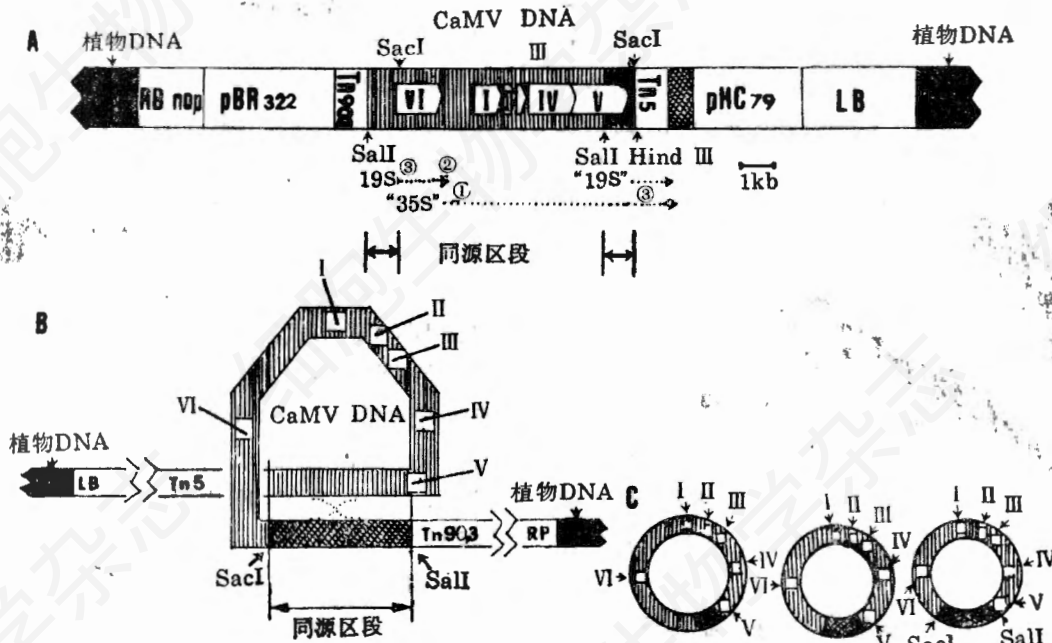 CaMV DNA
A
植物DNA
SacI
III
SacI
植物DNA
RB nop
pBR 322
Tn903
VI
I
IV
V
Tn5
pMC 79
LB
SalI
SalI Hind III
1kb
19S ③ ②
"19S"
"35S" ①
③
同源区段
B
I
II
III
VI
CaMV DNA
IV
植物DNA
V
LB
Tn5
植物DNA
C
Tn903
RP
SacI
SalI
同源区段
I II III
IV
VI
V
I II III
IV
VI
V
I II III
IV
VI
V
SacI
SalI